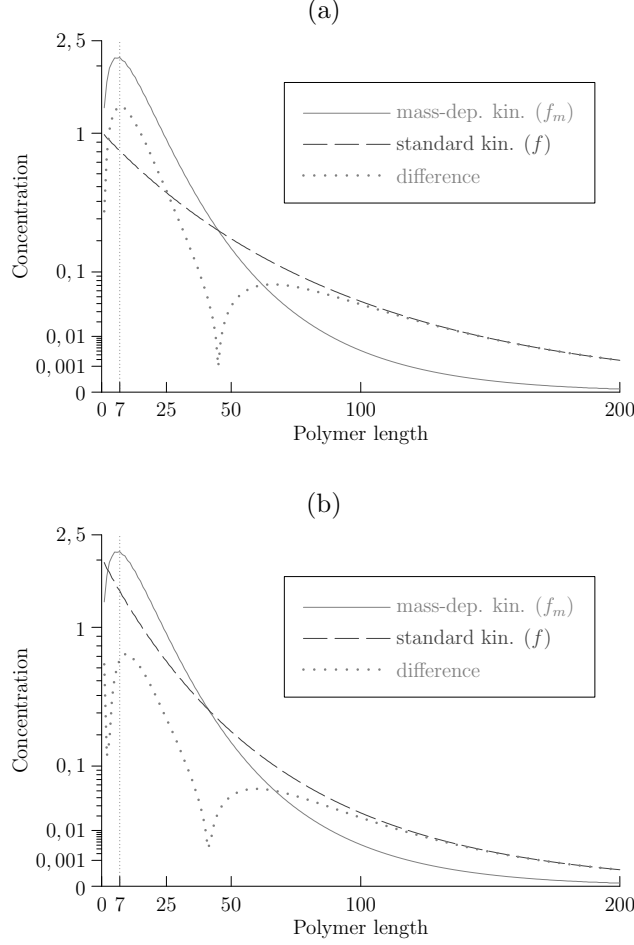 (a)
2, 5
1
0, 1
0, 01
0, 001
0
Concentration
mass-dep. kin. (fₘ)
standard kin. (f)
difference
0 7 25 50 100 200
Polymer length
(b)
2, 5
1
0, 1
0, 01
0, 001
0
Concentration
mass-dep. kin. (fₘ)
standard kin. (f)
difference
0 7 25 50 100 200
Polymer length